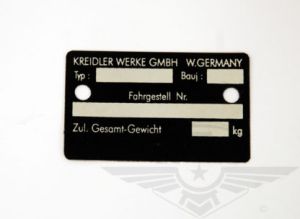 KREIDLER WERKE GMBH W.GERMANY
Typ : Bauj :
Fahrgestell Nr.
Zul. Gesamt-Gewicht kg